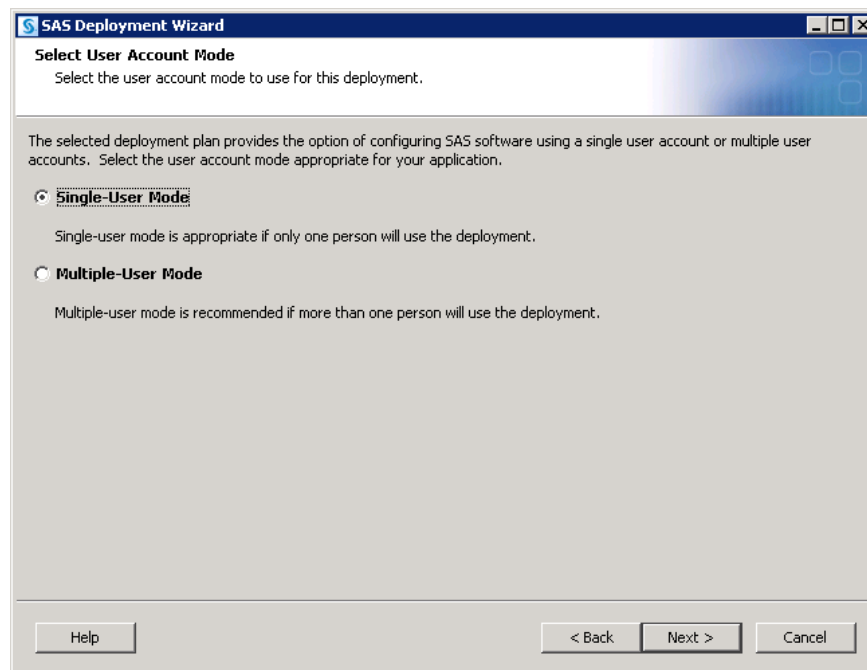 SAS Deployment Wizard
Select User Account Mode
Select the user account mode to use for this deployment.
The selected deployment plan provides the option of configuring SAS software using a single user account or multiple user
accounts. Select the user account mode appropriate for your application.
Single-User Mode
Single-user mode is appropriate if only one person will use the deployment.
Multiple-User Mode
Multiple-user mode is recommended if more than one person will use the deployment.
Help
< Back
Next >
Cancel